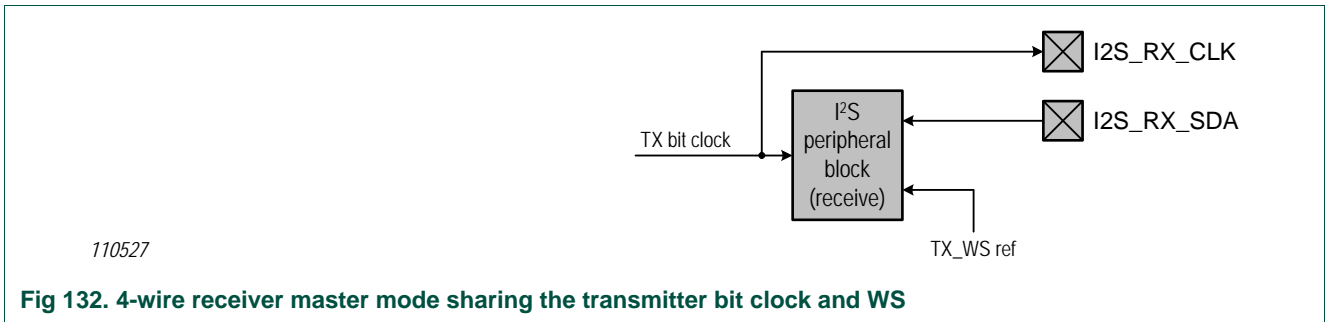 I2S_RX_CLK
I2S_RX_SDA
TX bit clock
I2S
peripheral
block
(receive)
TX_WS ref
110527
Fig 132. 4-wire receiver master mode sharing the transmitter bit clock and WS